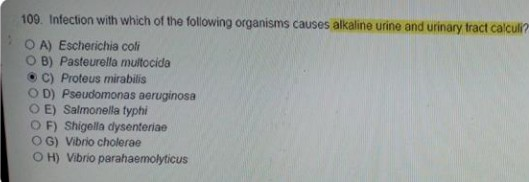 109. Infection with which of the following organisms causes alkaline urine and urinary tract calculi?
A) Escherichia coli
B) Pasteurella multocida
C) Proteus mirabilis
D) Pseudomonas aeruginosa
E) Salmonella typhi
F) Shigella dysenteriae
G) Vibrio cholerae
H) Vibrio parahaemolyticus